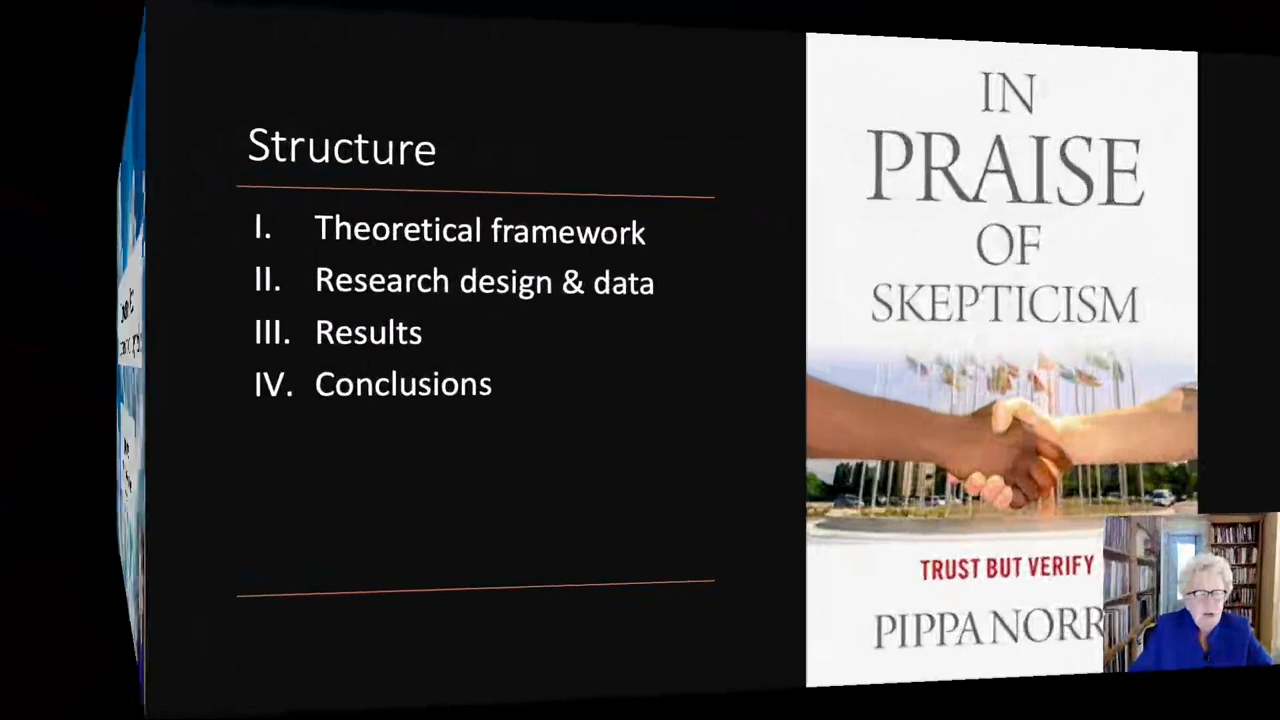 Structure
I. Theoretical framework
II. Research design & data
III. Results
IV. Conclusions
IN
PRAISE
OF
SKEPTICISM
TRUST BUT VERIFY
PIPPA NORR